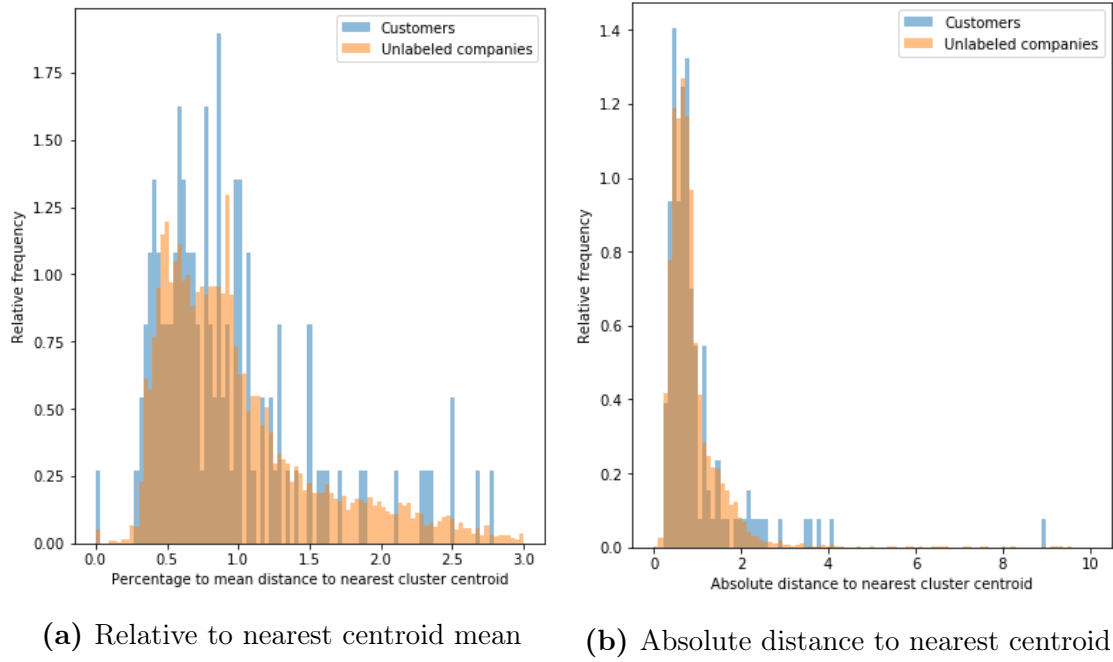 Customers
Unlabeled companies
Relative frequency
1.75
1.50
1.25
1.00
0.75
0.50
0.25
0.00
0.0
0.5
1.0
1.5
2.0
2.5
3.0
Percentage to mean distance to nearest cluster centroid
(a) Relative to nearest centroid mean
Customers
Unlabeled companies
Relative frequency
1.4
1.2
1.0
0.8
0.6
0.4
0.2
0.0
0
2
4
6
8
10
Absolute distance to nearest cluster centroid
(b) Absolute distance to nearest centroid